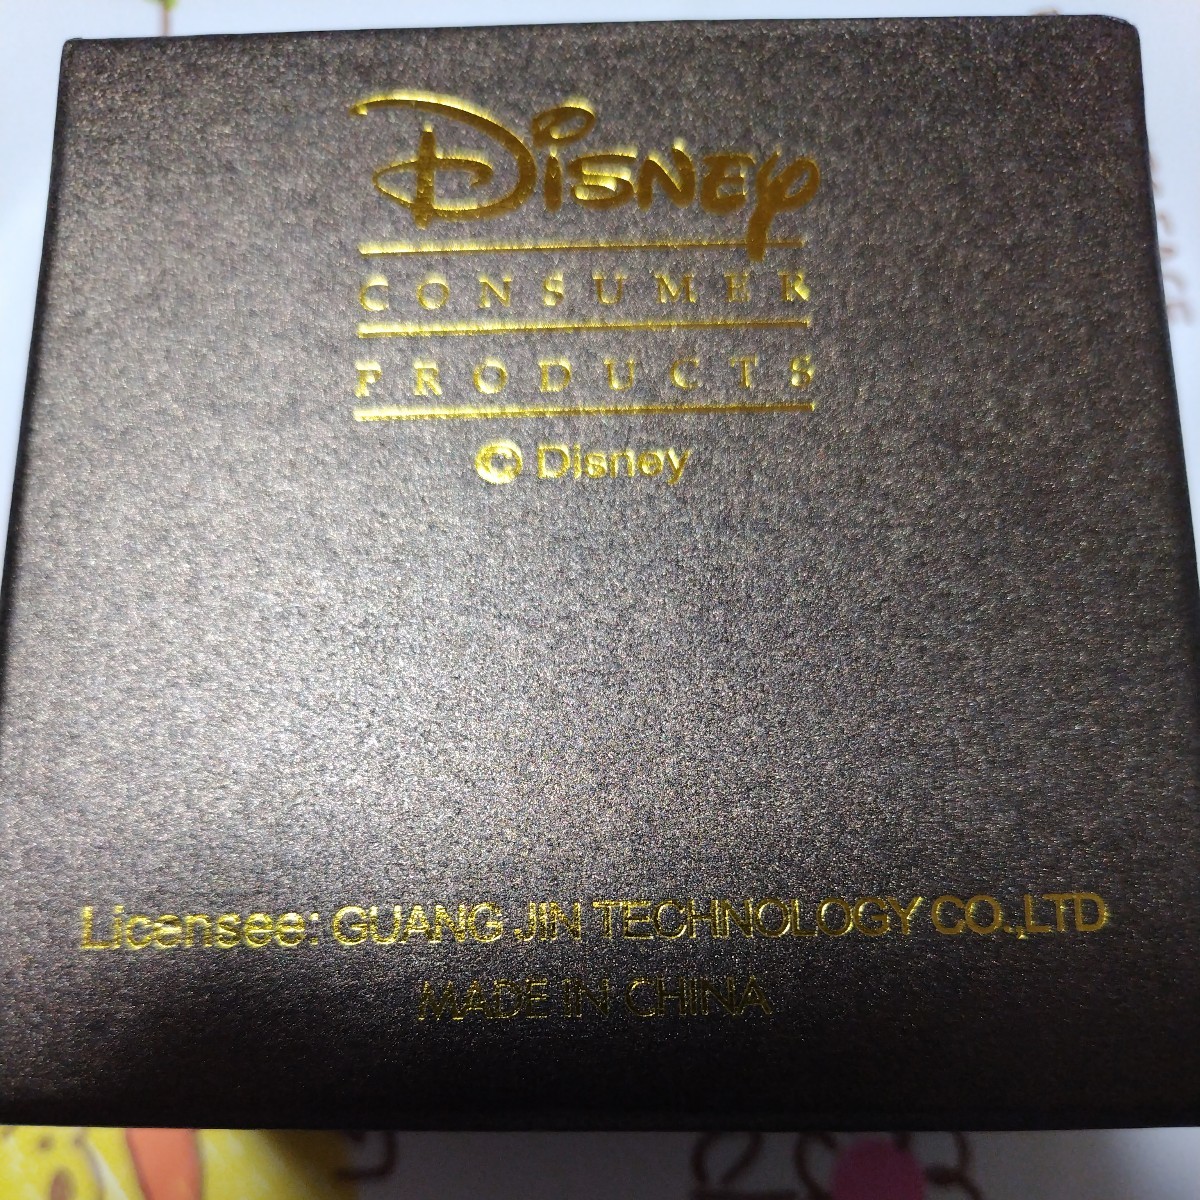 Disney
CONSUMER
PRODUCTS
© Disney
Licensee: GUANG JIN TECHNOLOGY CO.,LTD
MADE IN CHINA